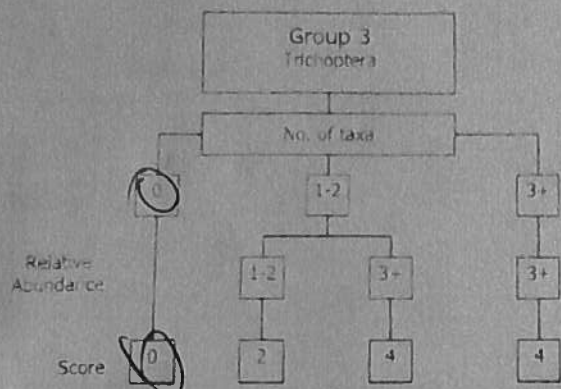 Group 3
Trichoptera
No. of taxa
0 1-2 3+
Relative
Abundance
1-2 3+ 3+
Score 0 2 4 4